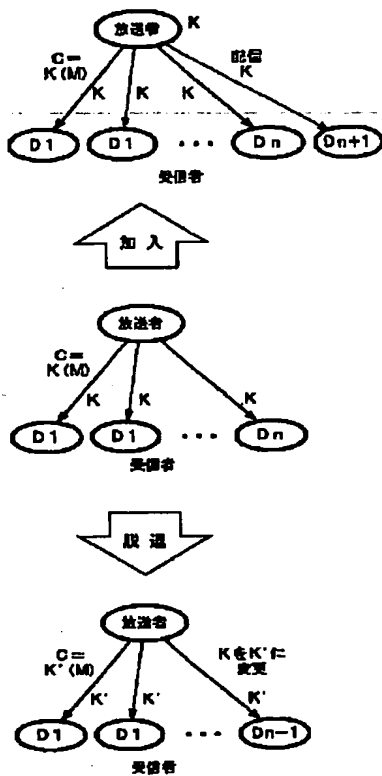 放送者 K
C=
K(M)
K K K
配信
K
D1 D1 ・・・ Dn Dn+1
受信者
加入
放送者
C=
K(M)
K K K
D1 D1 ・・・ Dn
受信者
脱退
放送者
C=
K'(M)
KをK'に
変更
K' K' K'
D1 D1 ・・・ Dn-1
受信者